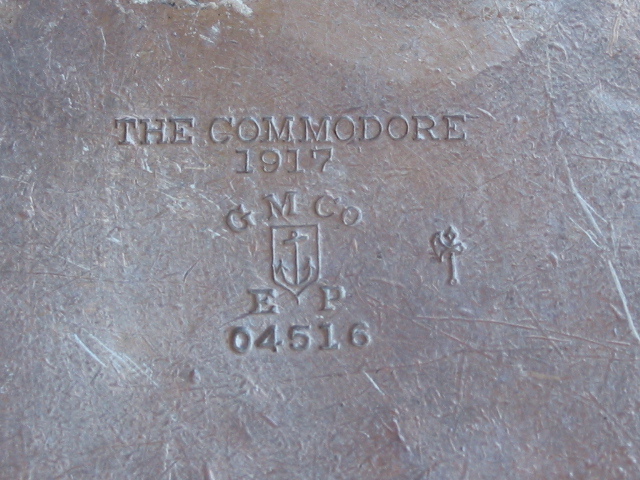 THE COMMODORE
1917
G M Co
E P
04516